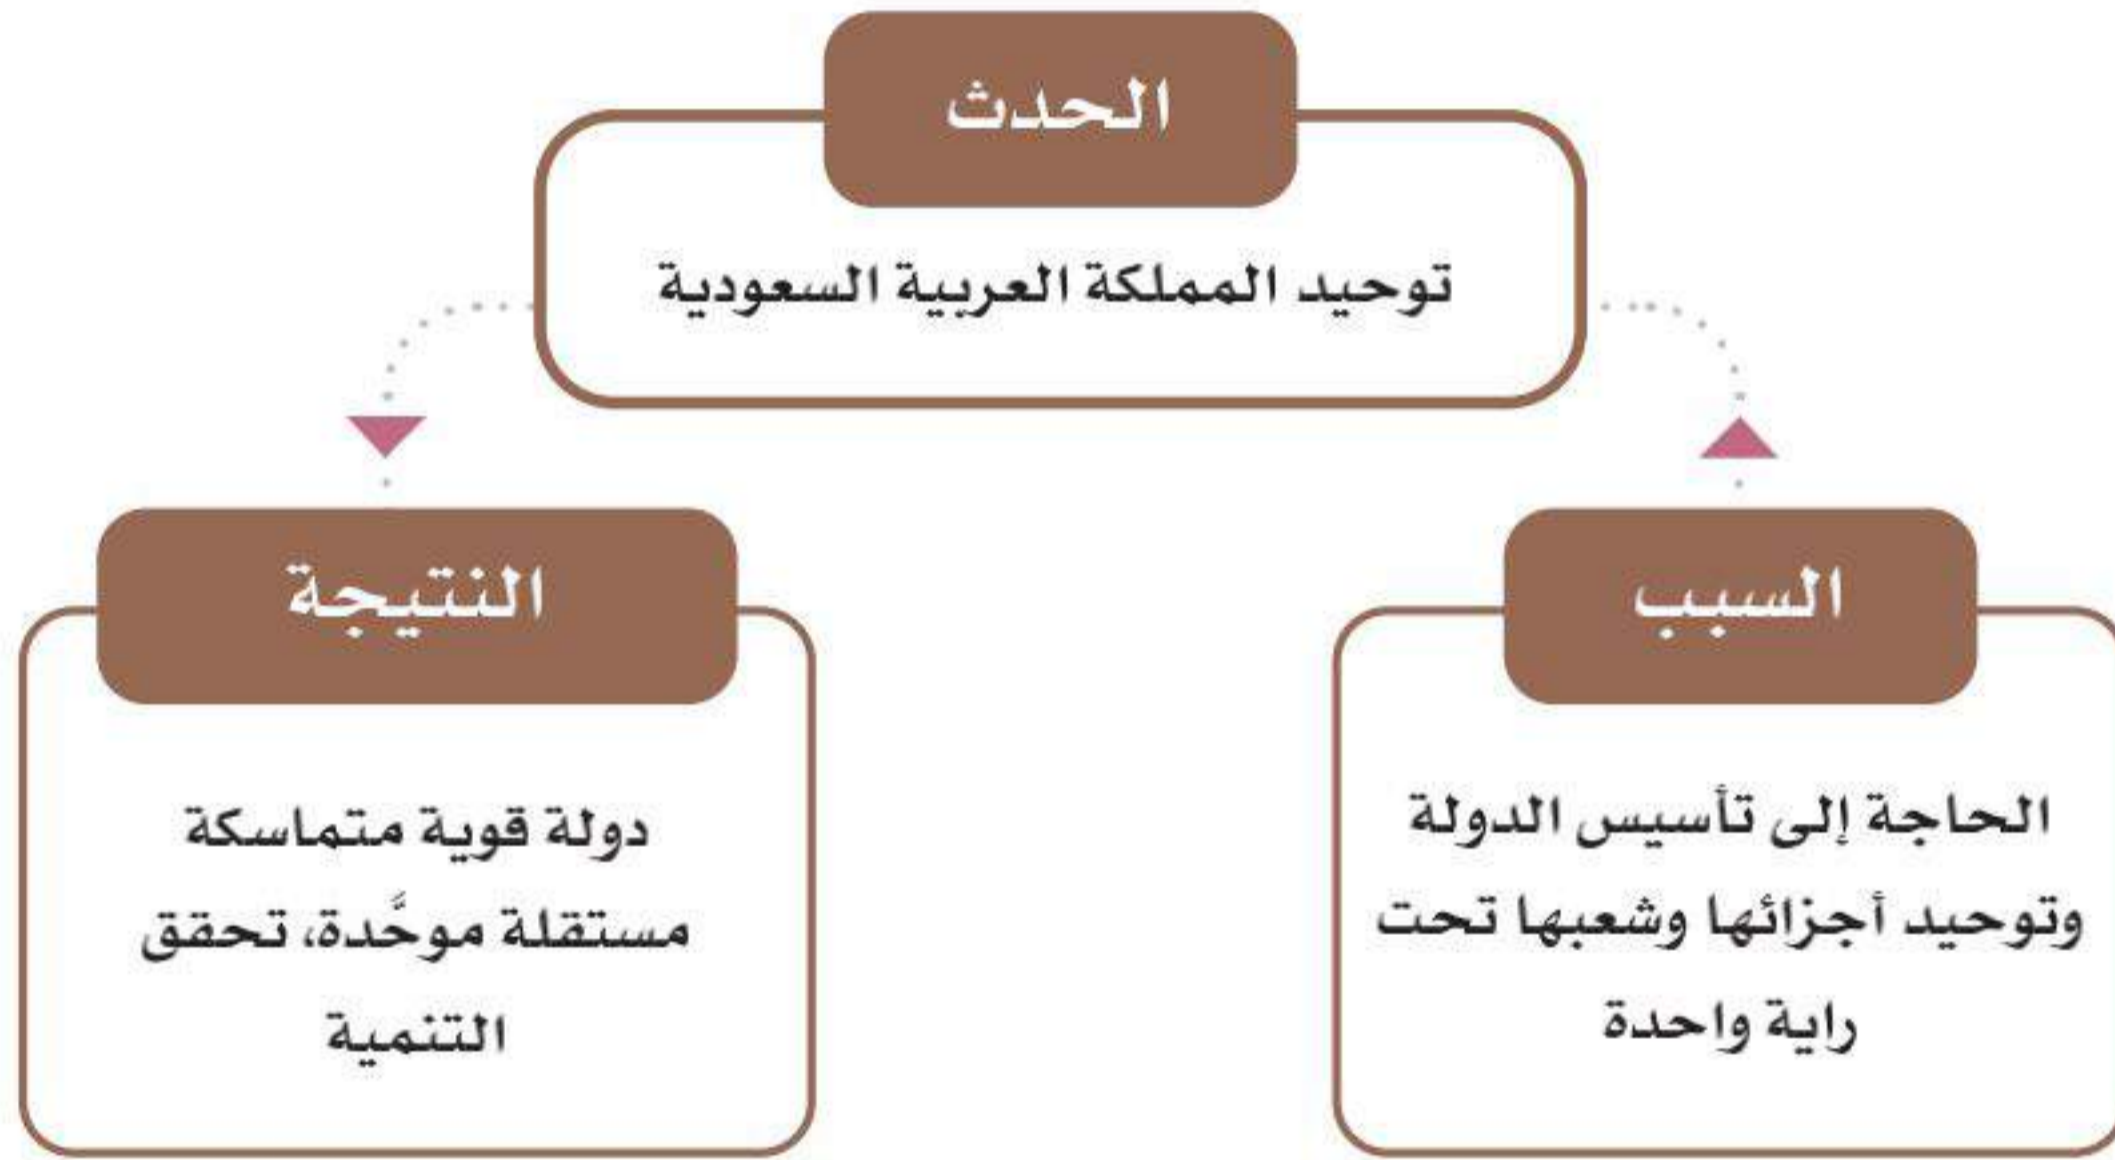 الحدث
توحيد المملكة العربية السعودية
السبب
الحاجة إلى تأسيس الدولة
وتوحيد أجزائها وشعبها تحت
راية واحدة
النتيجة
دولة قوية متماسكة
مستقلة موحَّدة، تحقق
التنمية